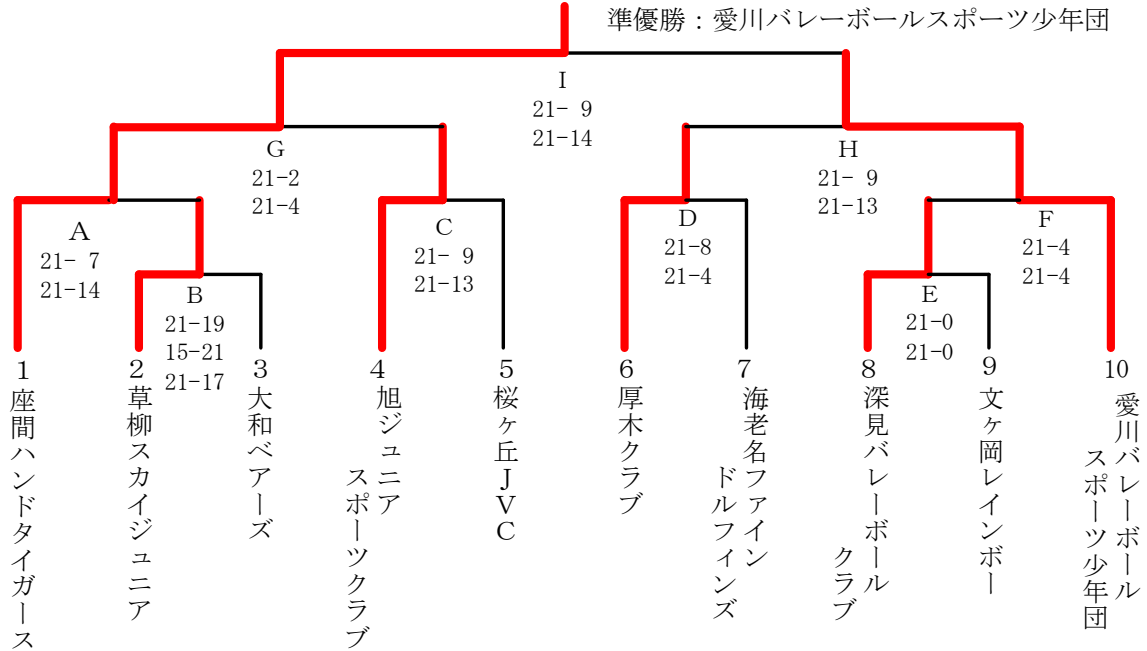 準優勝：愛川バレーボールスポーツ少年団
I
21- 9
21-14
G
21-2
21-4
H
21- 9
21-13
A
21- 7
21-14
C
21- 9
21-13
D
21-8
21-4
F
21-4
21-4
B
21-19
15-21
21-17
E
21-0
21-0
1
座間ハンドタイガース
2
草柳スカイジュニア
3
大和ベアーズ
4
旭ジュニア
スポーツクラブ
5
桜ヶ丘JVC
6
厚木クラブ
7
海老名ファイン
ドルフィンズ
8
深見バレーボール
クラブ
9
文ヶ岡レインボー
10
愛川バレーボール
スポーツ少年団